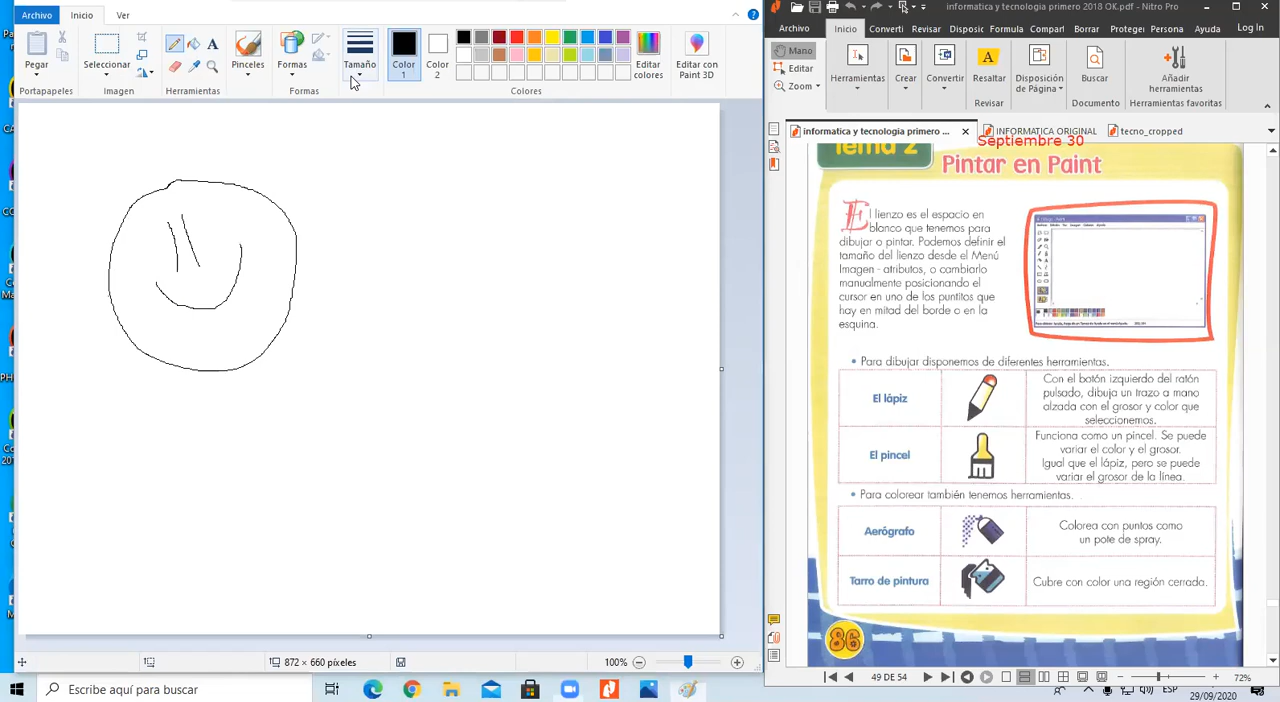 Archivo Inicio Ver
Pegar
Seleccionar
Pinceles
Formas
Tamaño
Color 1
Color 2
Editar colores
Editar con Paint 3D
Portapapeles
Imagen
Herramientas
Formas
Colores
872 × 660 píxeles
100%
Escribe aquí para buscar
informatica y tecnologia primero 2018 OK.pdf - Nitro Pro
Archivo Inicio Converti Revisar Disposic Formula Compart Borrar Protege Persona Ayuda Log In
Mano
Editar
Zoom
Herramientas
Crear
Convertir
Resaltar
Disposición de Página
Buscar
Añadir herramientas
Revisar
Documento
Herramientas favoritas
informatica y tecnologia primero ...
INFORMATICA ORIGINAL
tecno_cropped
Septiembre 30
Tema 2
Pintar en Paint
El lienzo es el espacio en
blanco que tenemos para
dibujar o pintar. Podemos definir el
tamaño del lienzo desde el Menú
Imagen - atributos, o cambiarlo
manualmente posicionando el
cursor en uno de los puntitos que
hay en mitad del borde o en la
esquina.
• Para dibujar disponemos de diferentes herramientas.
El lápiz
Con el botón izquierdo del ratón
pulsado, dibuja un trazo a mano
alzada con el grosor y color que
seleccionemos.
El pincel
Funciona como un pincel. Se puede
variar el color y el grosor.
Igual que el lápiz, pero se puede
variar el grosor de la línea.
• Para colorear también tenemos herramientas.
Aerógrafo
Colorea con puntos como
un pote de spray.
Tarro de pintura
Cubre con color una región cerrada.
86
49 DE 54
72%
ESP
29/09/2020